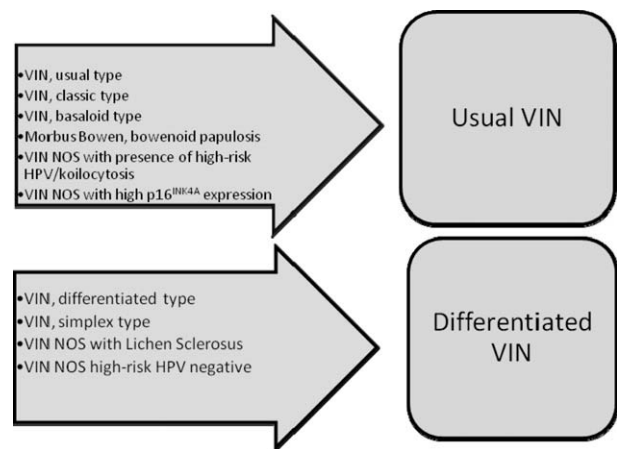 •VIN, usual type
•VIN, classic type
•VIN, basaloid type
•Morbus Bowen, bowenoid papulosis
•VIN NOS with presence of high-risk
HPV/koilocytosis
•VIN NOS with high p16INK4A expression
Usual VIN
•VIN, differentiated type
•VIN, simplex type
•VIN NOS with Lichen Sclerosus
•VIN NOS high-risk HPV negative
Differentiated
VIN